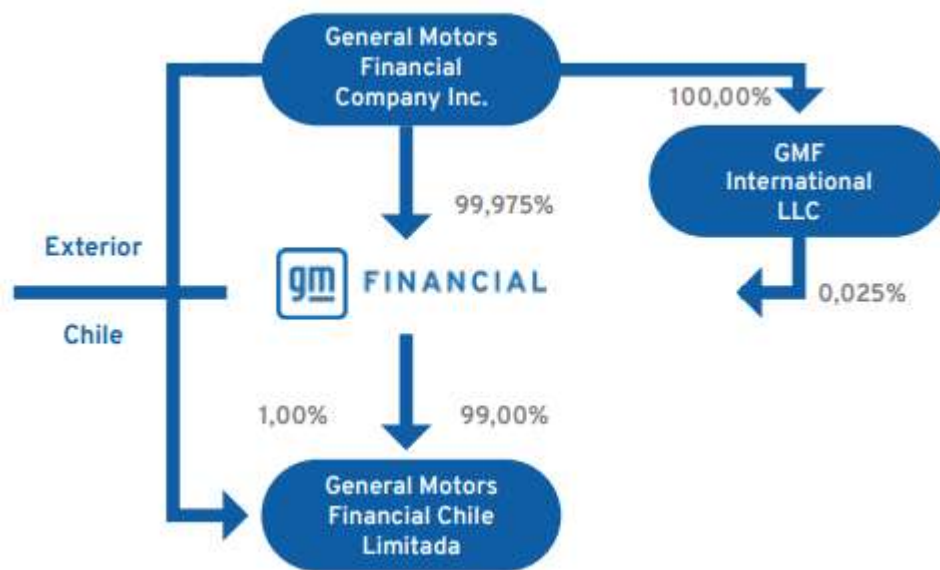 General Motors
Financial
Company Inc.
100,00%
GMF
International
LLC
99,975%
Exterior
gm FINANCIAL
0,025%
Chile
1,00%
99,00%
General Motors
Financial Chile
Limitada